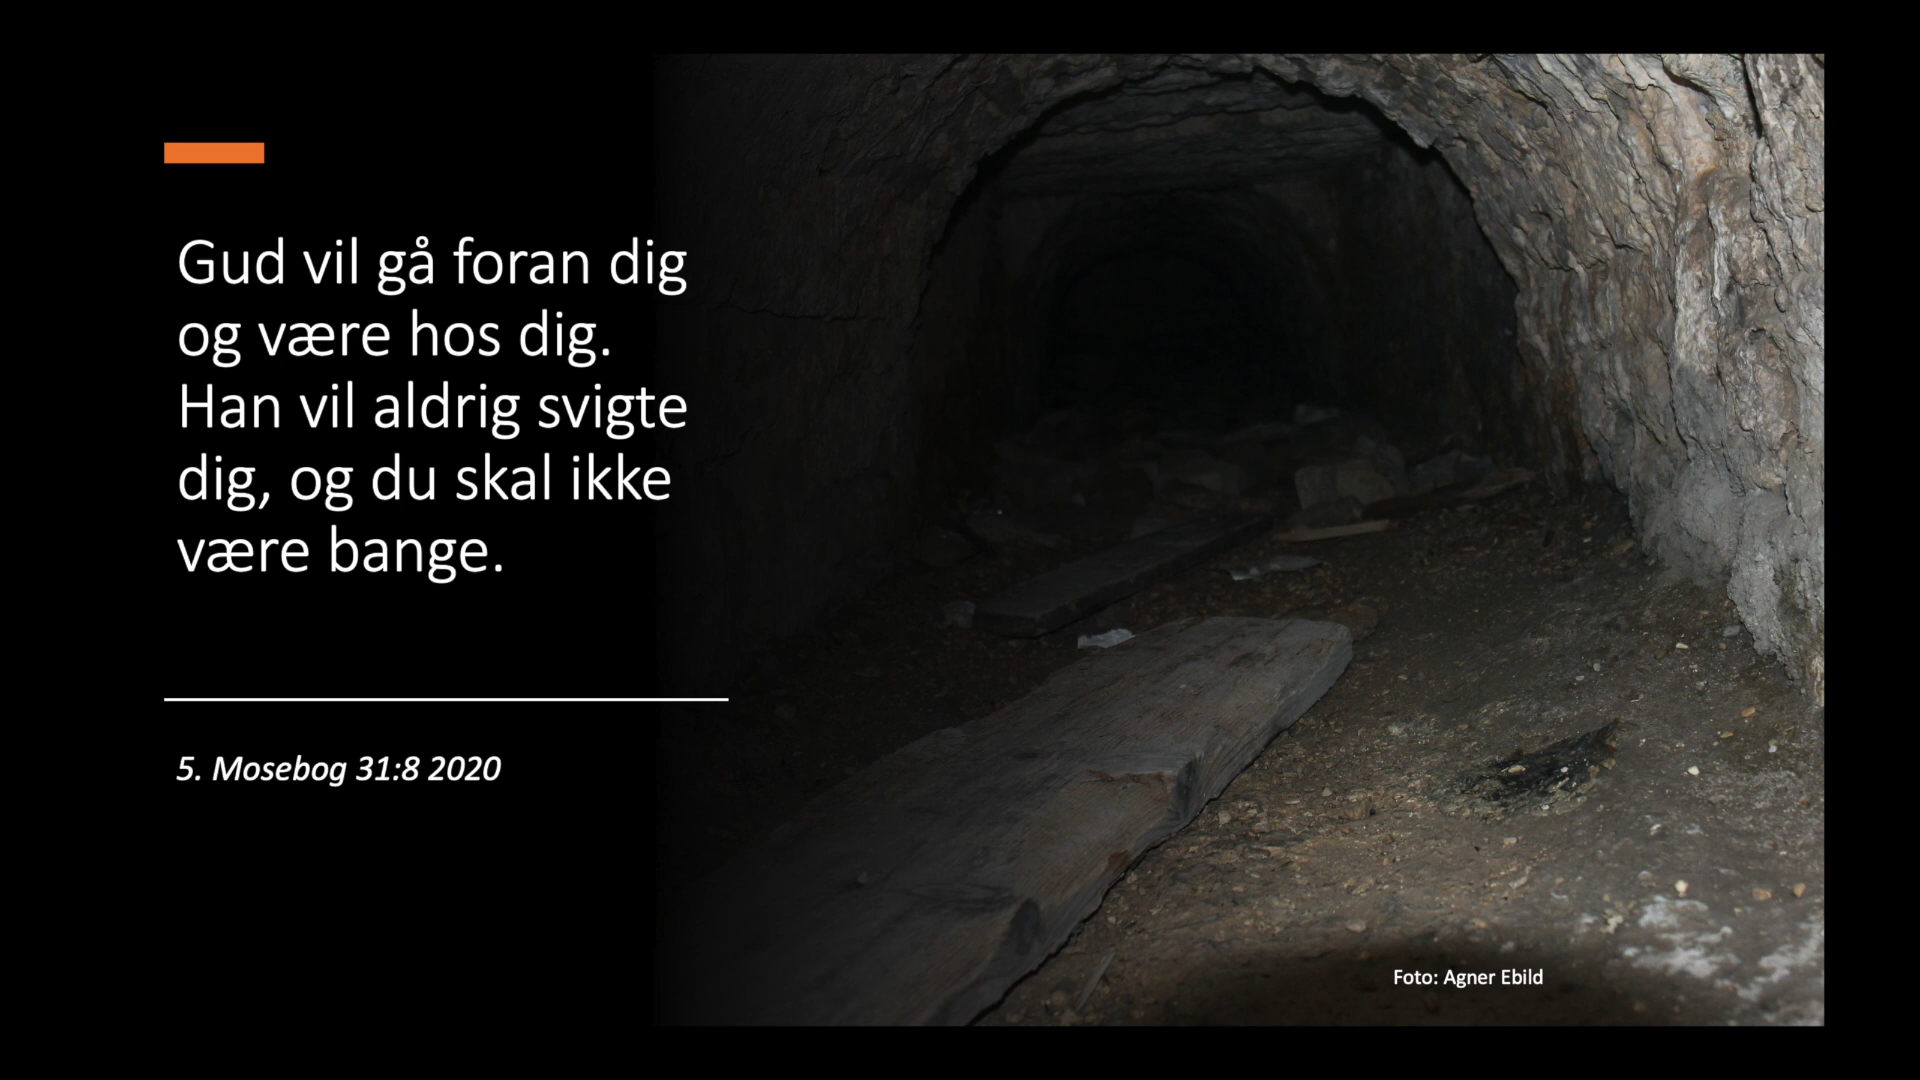 Gud vil gå foran dig
og være hos dig.
Han vil aldrig svigte
dig, og du skal ikke
være bange.
5. Mosebog 31:8 2020
Foto: Agner Ebild